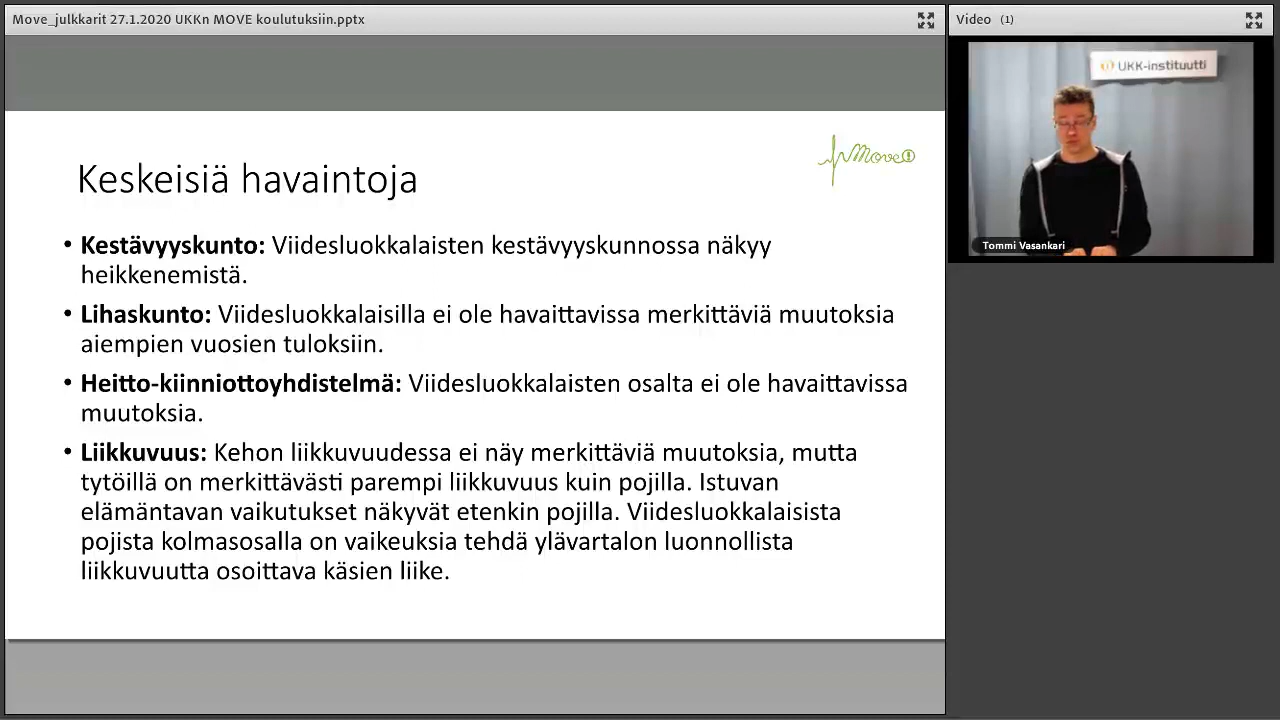 Move_julkkarit 27.1.2020 UKKn MOVE koulutuksiin.pptx
Video (1)
UKK-instituutti
Tommi Vasankari
Move!
Keskeisiä havaintoja
• Kestävyyskunto: Viidesluokkalaisten kestävyyskunnossa näkyy
heikkenemistä.
• Lihaskunto: Viidesluokkalaisilla ei ole havaittavissa merkittäviä muutoksia
aiempien vuosien tuloksiin.
• Heitto-kiinniottoyhdistelmä: Viidesluokkalaisten osalta ei ole havaittavissa
muutoksia.
• Liikkuvuus: Kehon liikkuvuudessa ei näy merkittäviä muutoksia, mutta
tytöillä on merkittävästi parempi liikkuvuus kuin pojilla. Istuvan
elämäntavan vaikutukset näkyvät etenkin pojilla. Viidesluokkalaisista
pojista kolmasosalla on vaikeuksia tehdä ylävartalon luonnollista
liikkuvuutta osoittava käsien liike.